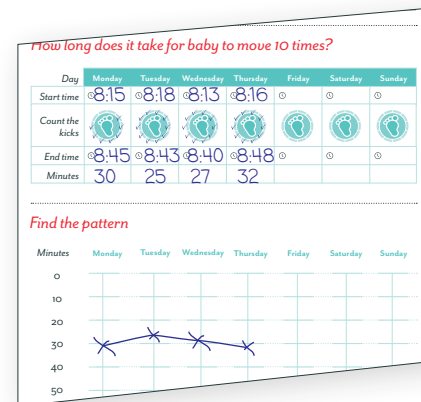 How long does it take for baby to move 10 times?
Day Monday Tuesday Wednesday Thursday Friday Saturday Sunday
Start time 8:15 8:18 8:13 8:16
Count the
kicks
End time 8:45 8:43 8:40 8:48
Minutes 30 25 27 32
Find the pattern
Minutes Monday Tuesday Wednesday Thursday Friday Saturday Sunday
0
10
20
30
40
50